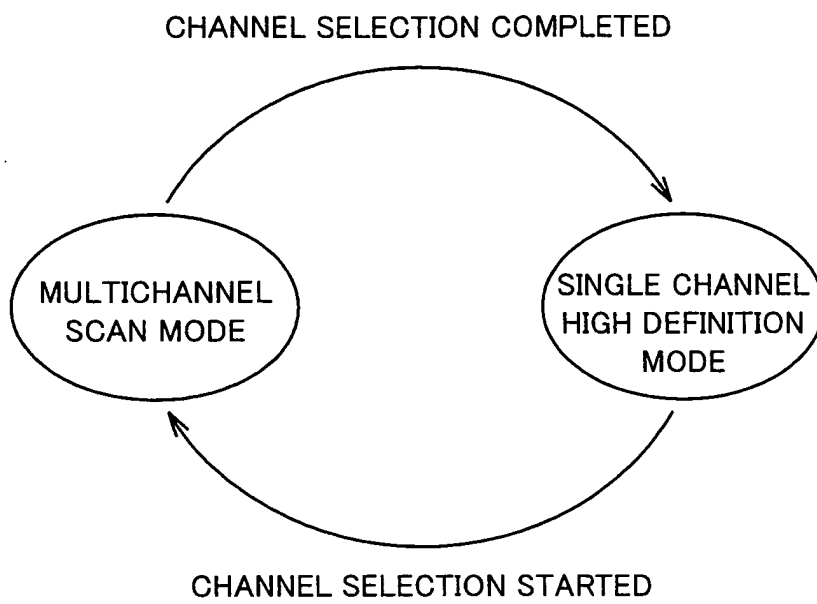 CHANNEL SELECTION COMPLETED
MULTICHANNEL
SCAN MODE
SINGLE CHANNEL
HIGH DEFINITION
MODE
CHANNEL SELECTION STARTED